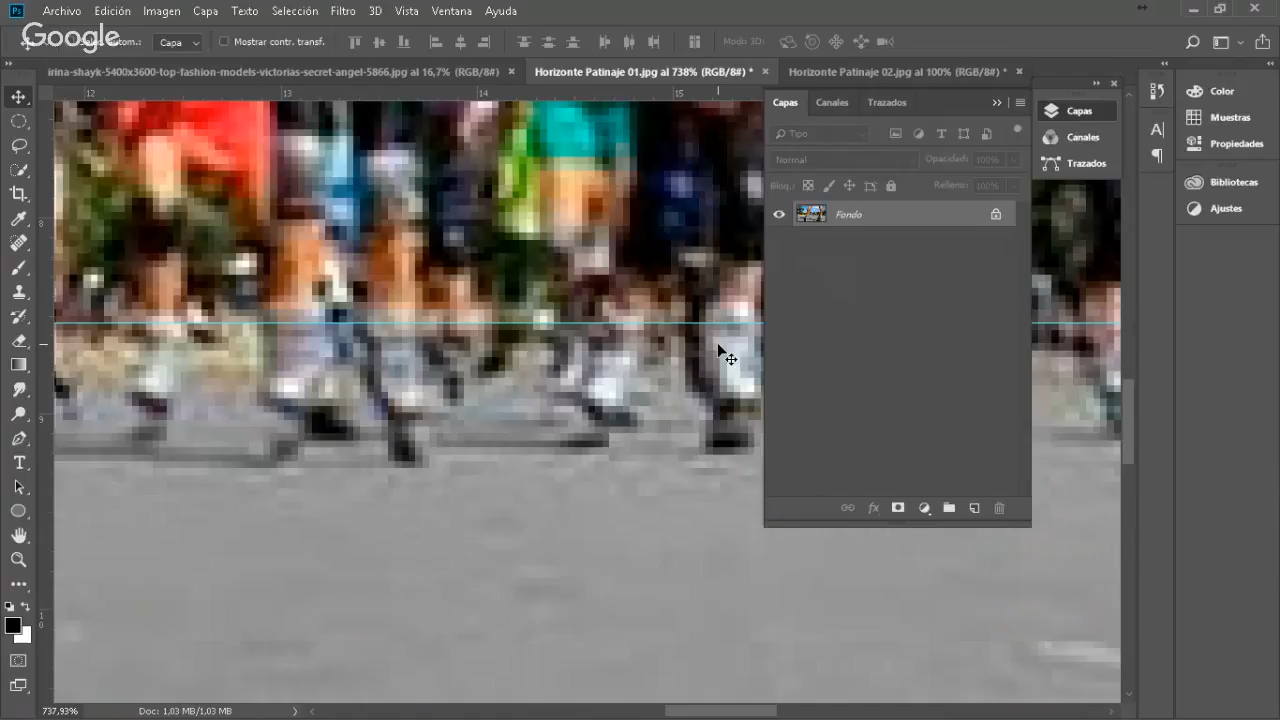 Ps Archivo Edición Imagen Capa Texto Selección Filtro 3D Vista Ventana Ayuda
Google
Capa Mostrar contr. transf. Modo 3D:
irina-shayk-5400x3600-top-fashion-models-victorias-secret-angel-5866.jpg al 16,7% (RGB/8#) Horizonte Patinaje 01.jpg al 738% (RGB/8#) * Horizonte Patinaje 02.jpg al 100% (RGB/8#) *
12 13 14 15
Capas Canales Trazados
Tipo
Normal Opacidad: 100%
Bloq.: Relleno: 100%
Fondo
Capas
Canales
Trazados
Color
Muestras
Propiedades
Bibliotecas
Ajustes
8
9
10
737,93% Doc: 1,03 MB/1,03 MB